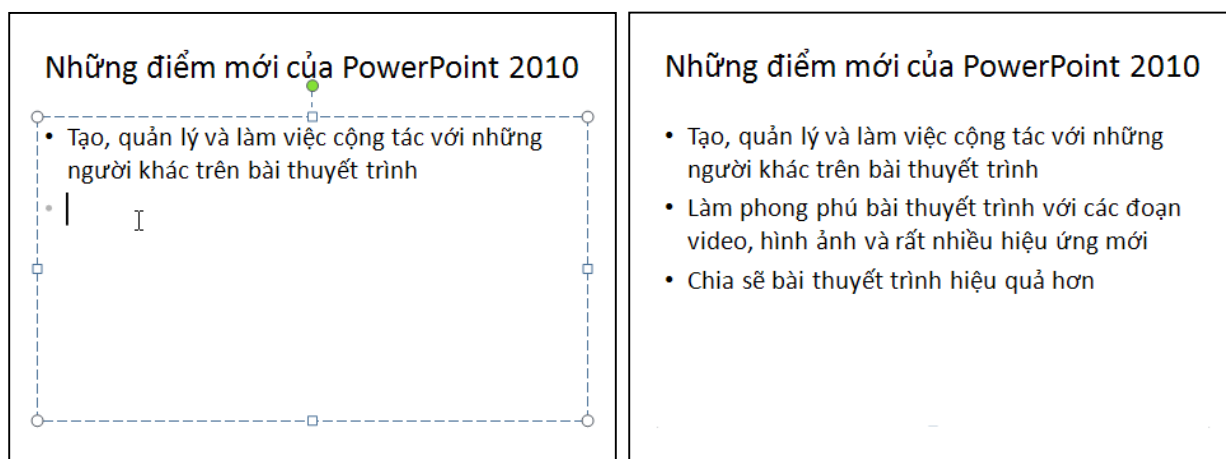 Những điểm mới của PowerPoint 2010
• Tạo, quản lý và làm việc cộng tác với những
người khác trên bài thuyết trình
Những điểm mới của PowerPoint 2010
• Tạo, quản lý và làm việc cộng tác với những
người khác trên bài thuyết trình
• Làm phong phú bài thuyết trình với các đoạn
video, hình ảnh và rất nhiều hiệu ứng mới
• Chia sẽ bài thuyết trình hiệu quả hơn